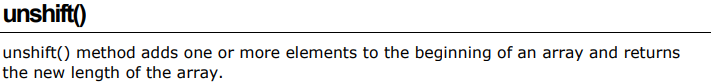 unshift()
unshift() method adds one or more elements to the beginning of an array and returns
the new length of the array.